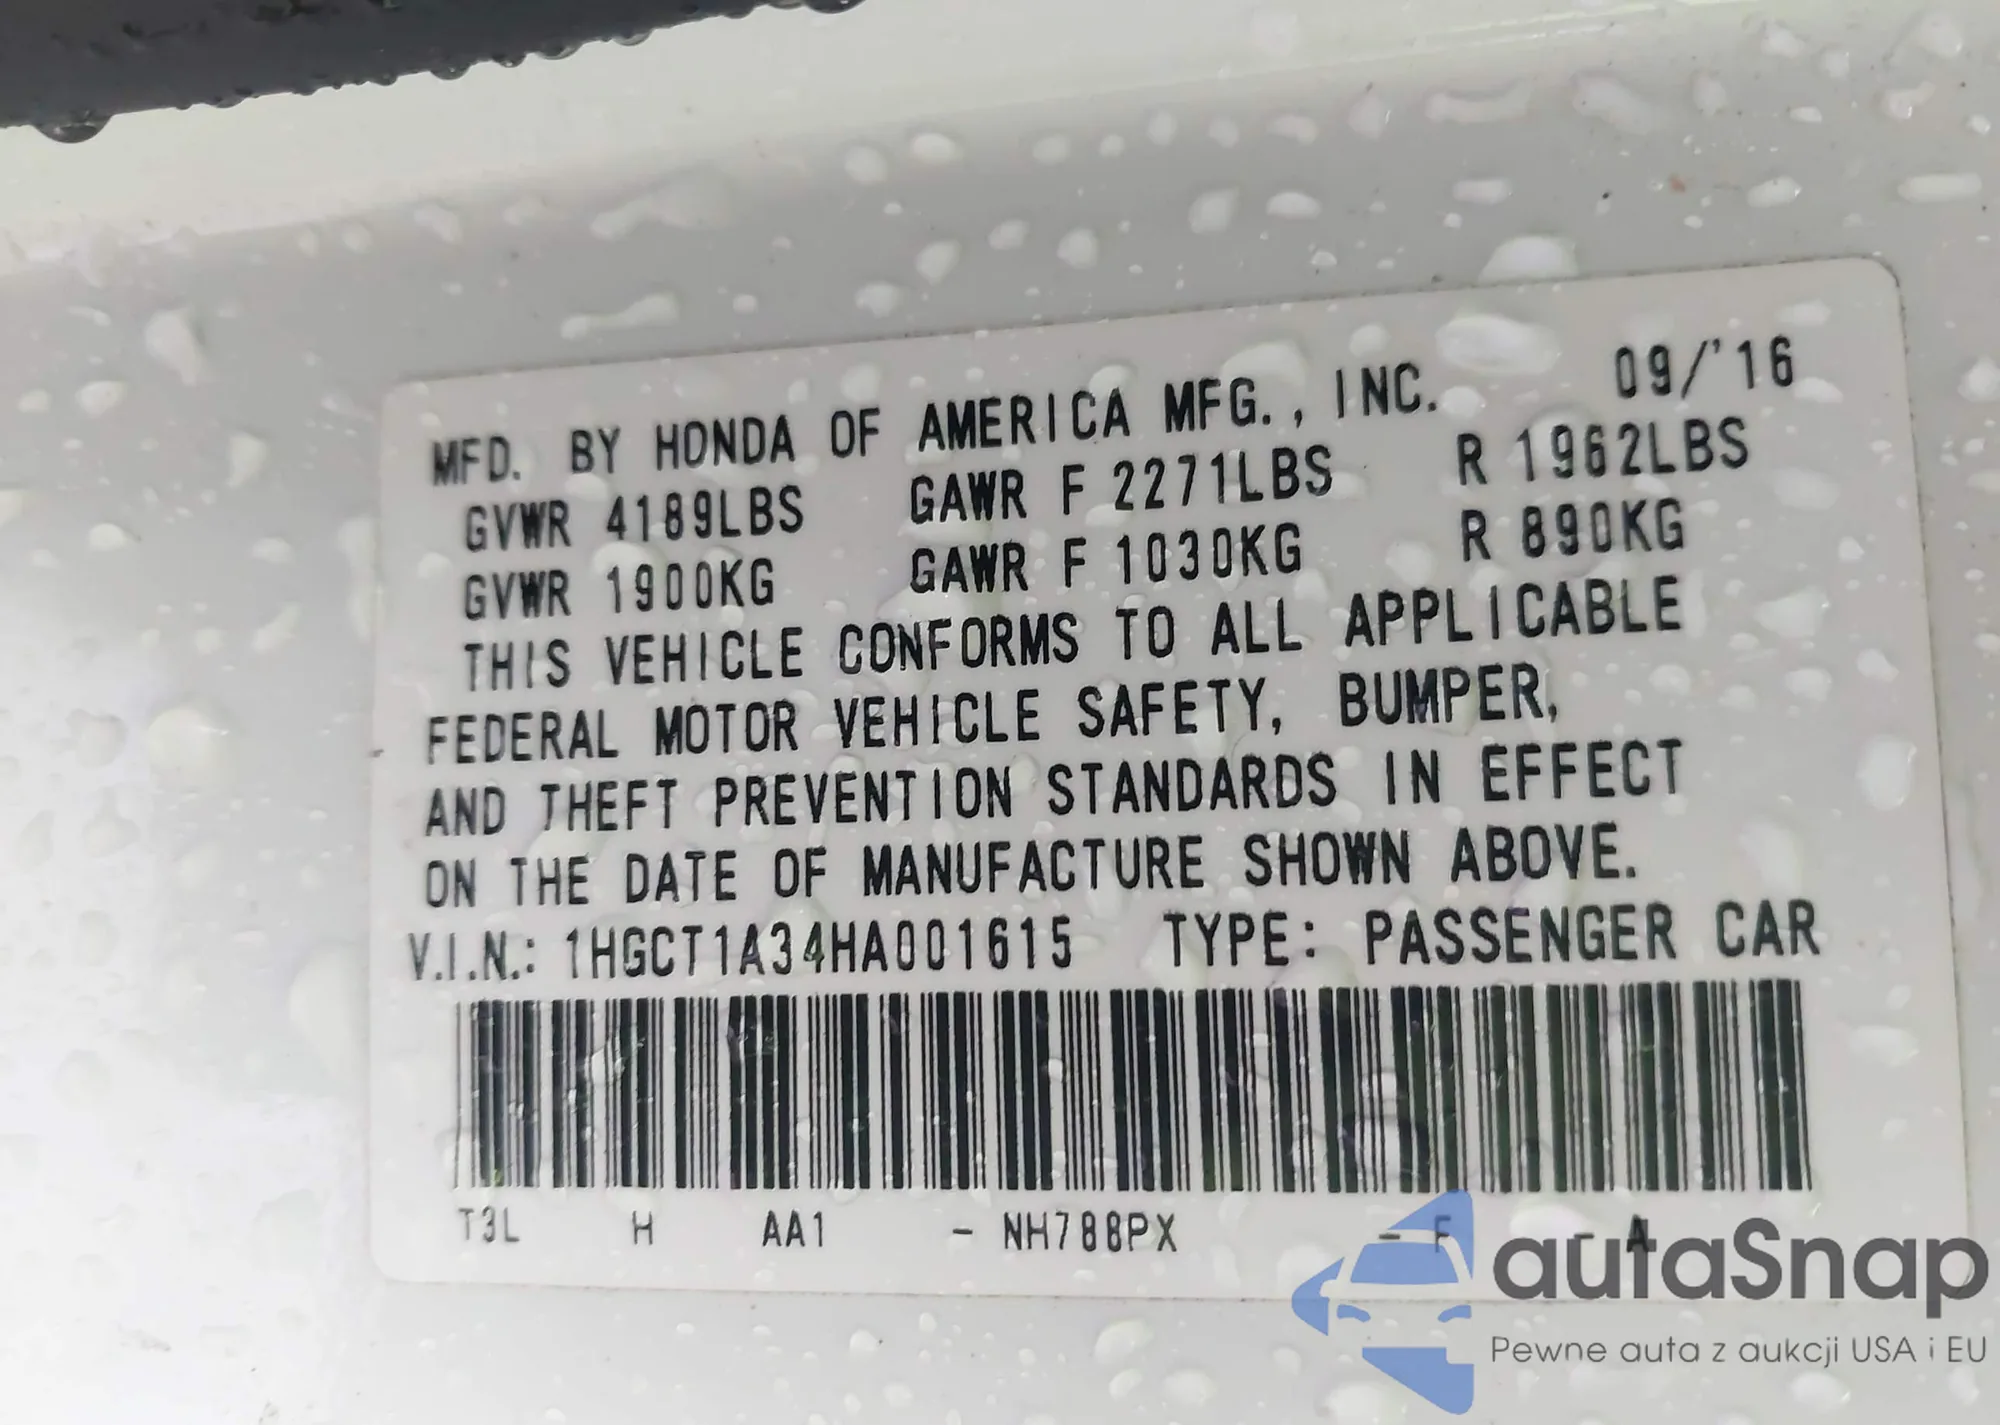 MFD. BY HONDA OF AMERICA MFG., INC. 09/'16
GVWR 4189LBS GAWR F 2271LBS R 1962LBS
GVWR 1900KG GAWR F 1030KG R 890KG
THIS VEHICLE CONFORMS TO ALL APPLICABLE
FEDERAL MOTOR VEHICLE SAFETY, BUMPER,
AND THEFT PREVENTION STANDARDS IN EFFECT
ON THE DATE OF MANUFACTURE SHOWN ABOVE.
V.I.N.: 1HGCT1A34HA001615 TYPE: PASSENGER CAR
T3L H AA1 - NH788PX - F - A
autaSnap
Pewne auta z aukcji USA i EU